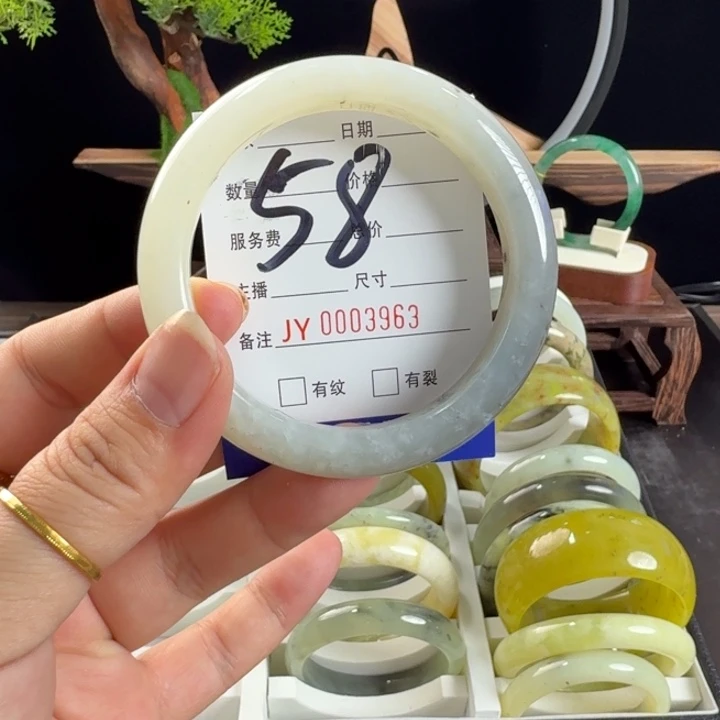 日期
数量 价格
58
服务费 总价
主播 尺寸
备注 JY 0003963
有纹 有裂